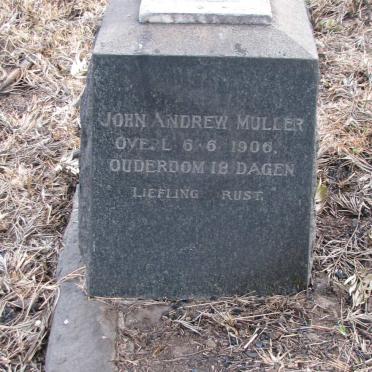 JOHN ANDREW MULLER
OVERL 6·6 1906.
OUDERDOM 18 DAGEN
LIEFLING RUST.